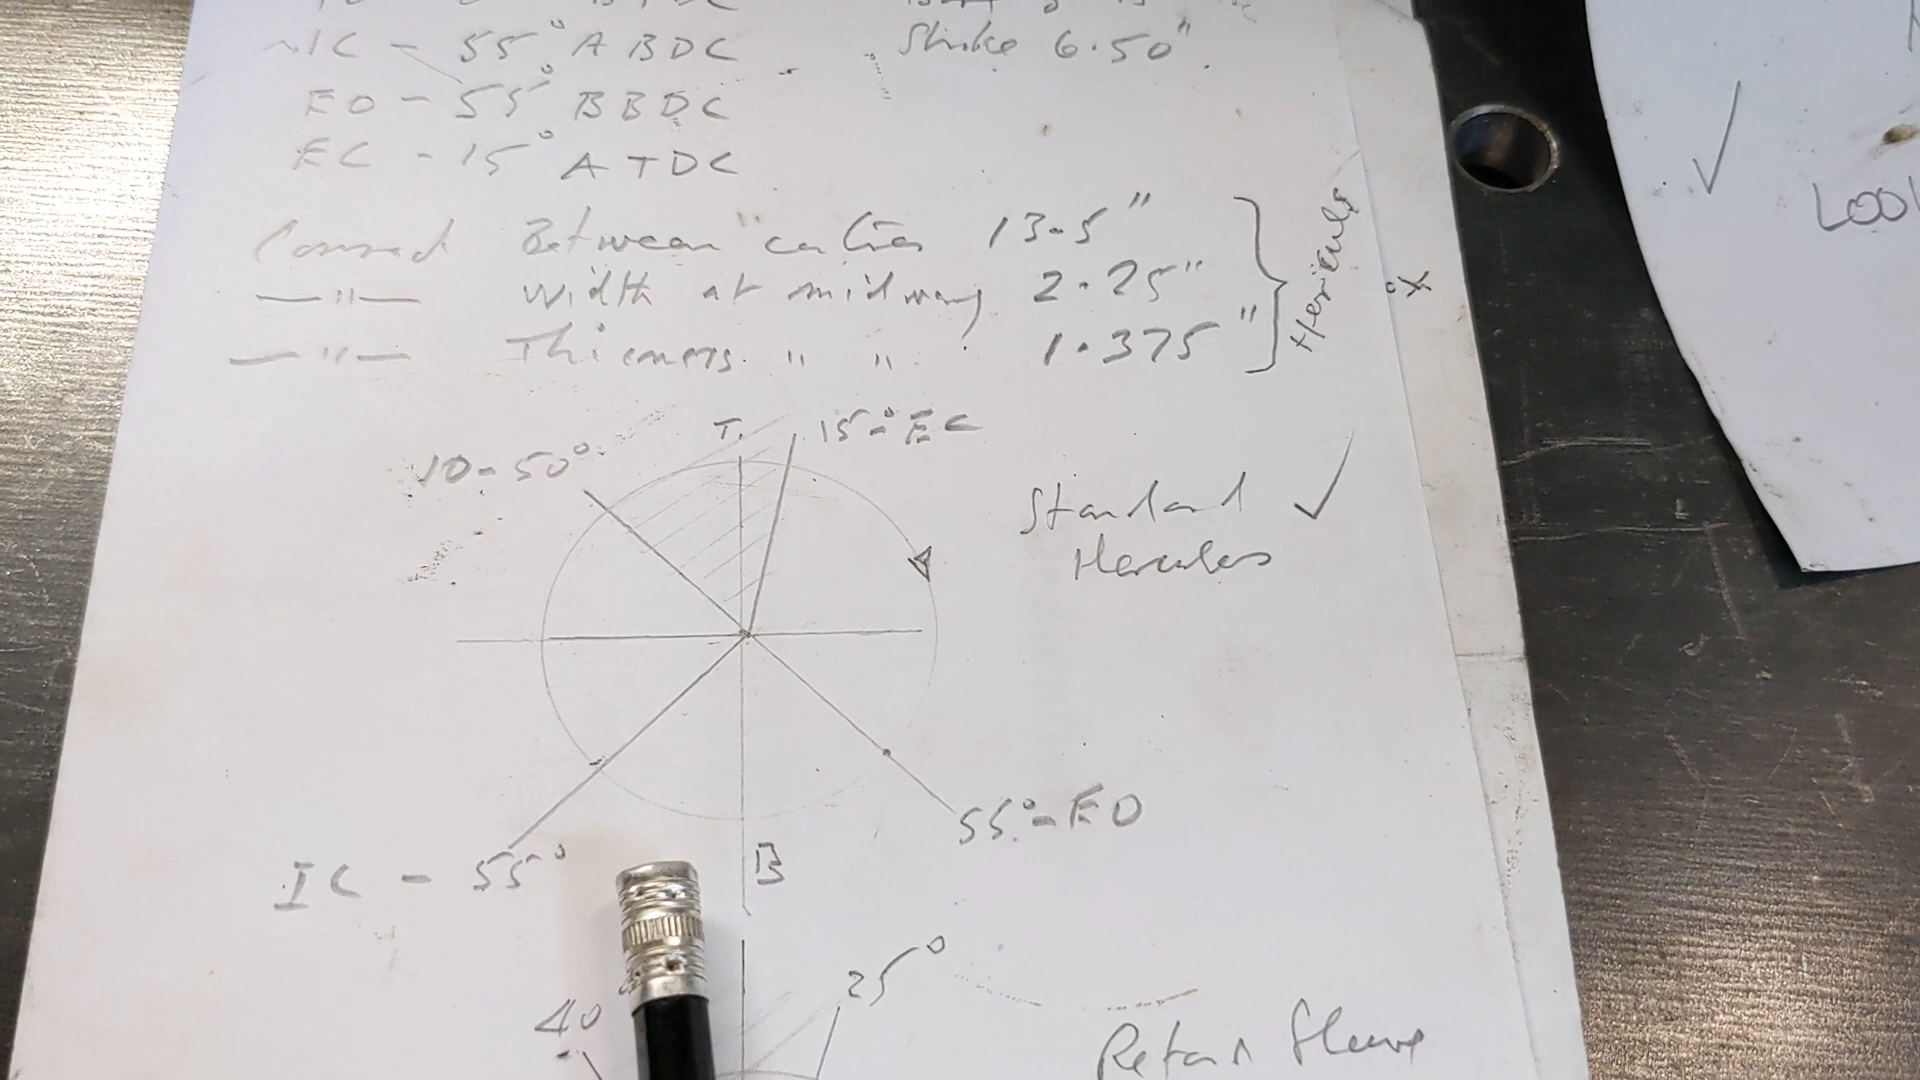 IC - 55° ABDC
Stroke 6.50"
EO - 55° BBDC
EC - 15° ATDC
Conrod Between centres 13.5"
—"— Width at midway 2.25"
—"— Thickness " " 1.375"
Hercules
T.
15° EC
IO - 50°
Standard ✓
Hercules
55° - EO
IC - 55°
B
25°
40
Retard Sleeve
✓